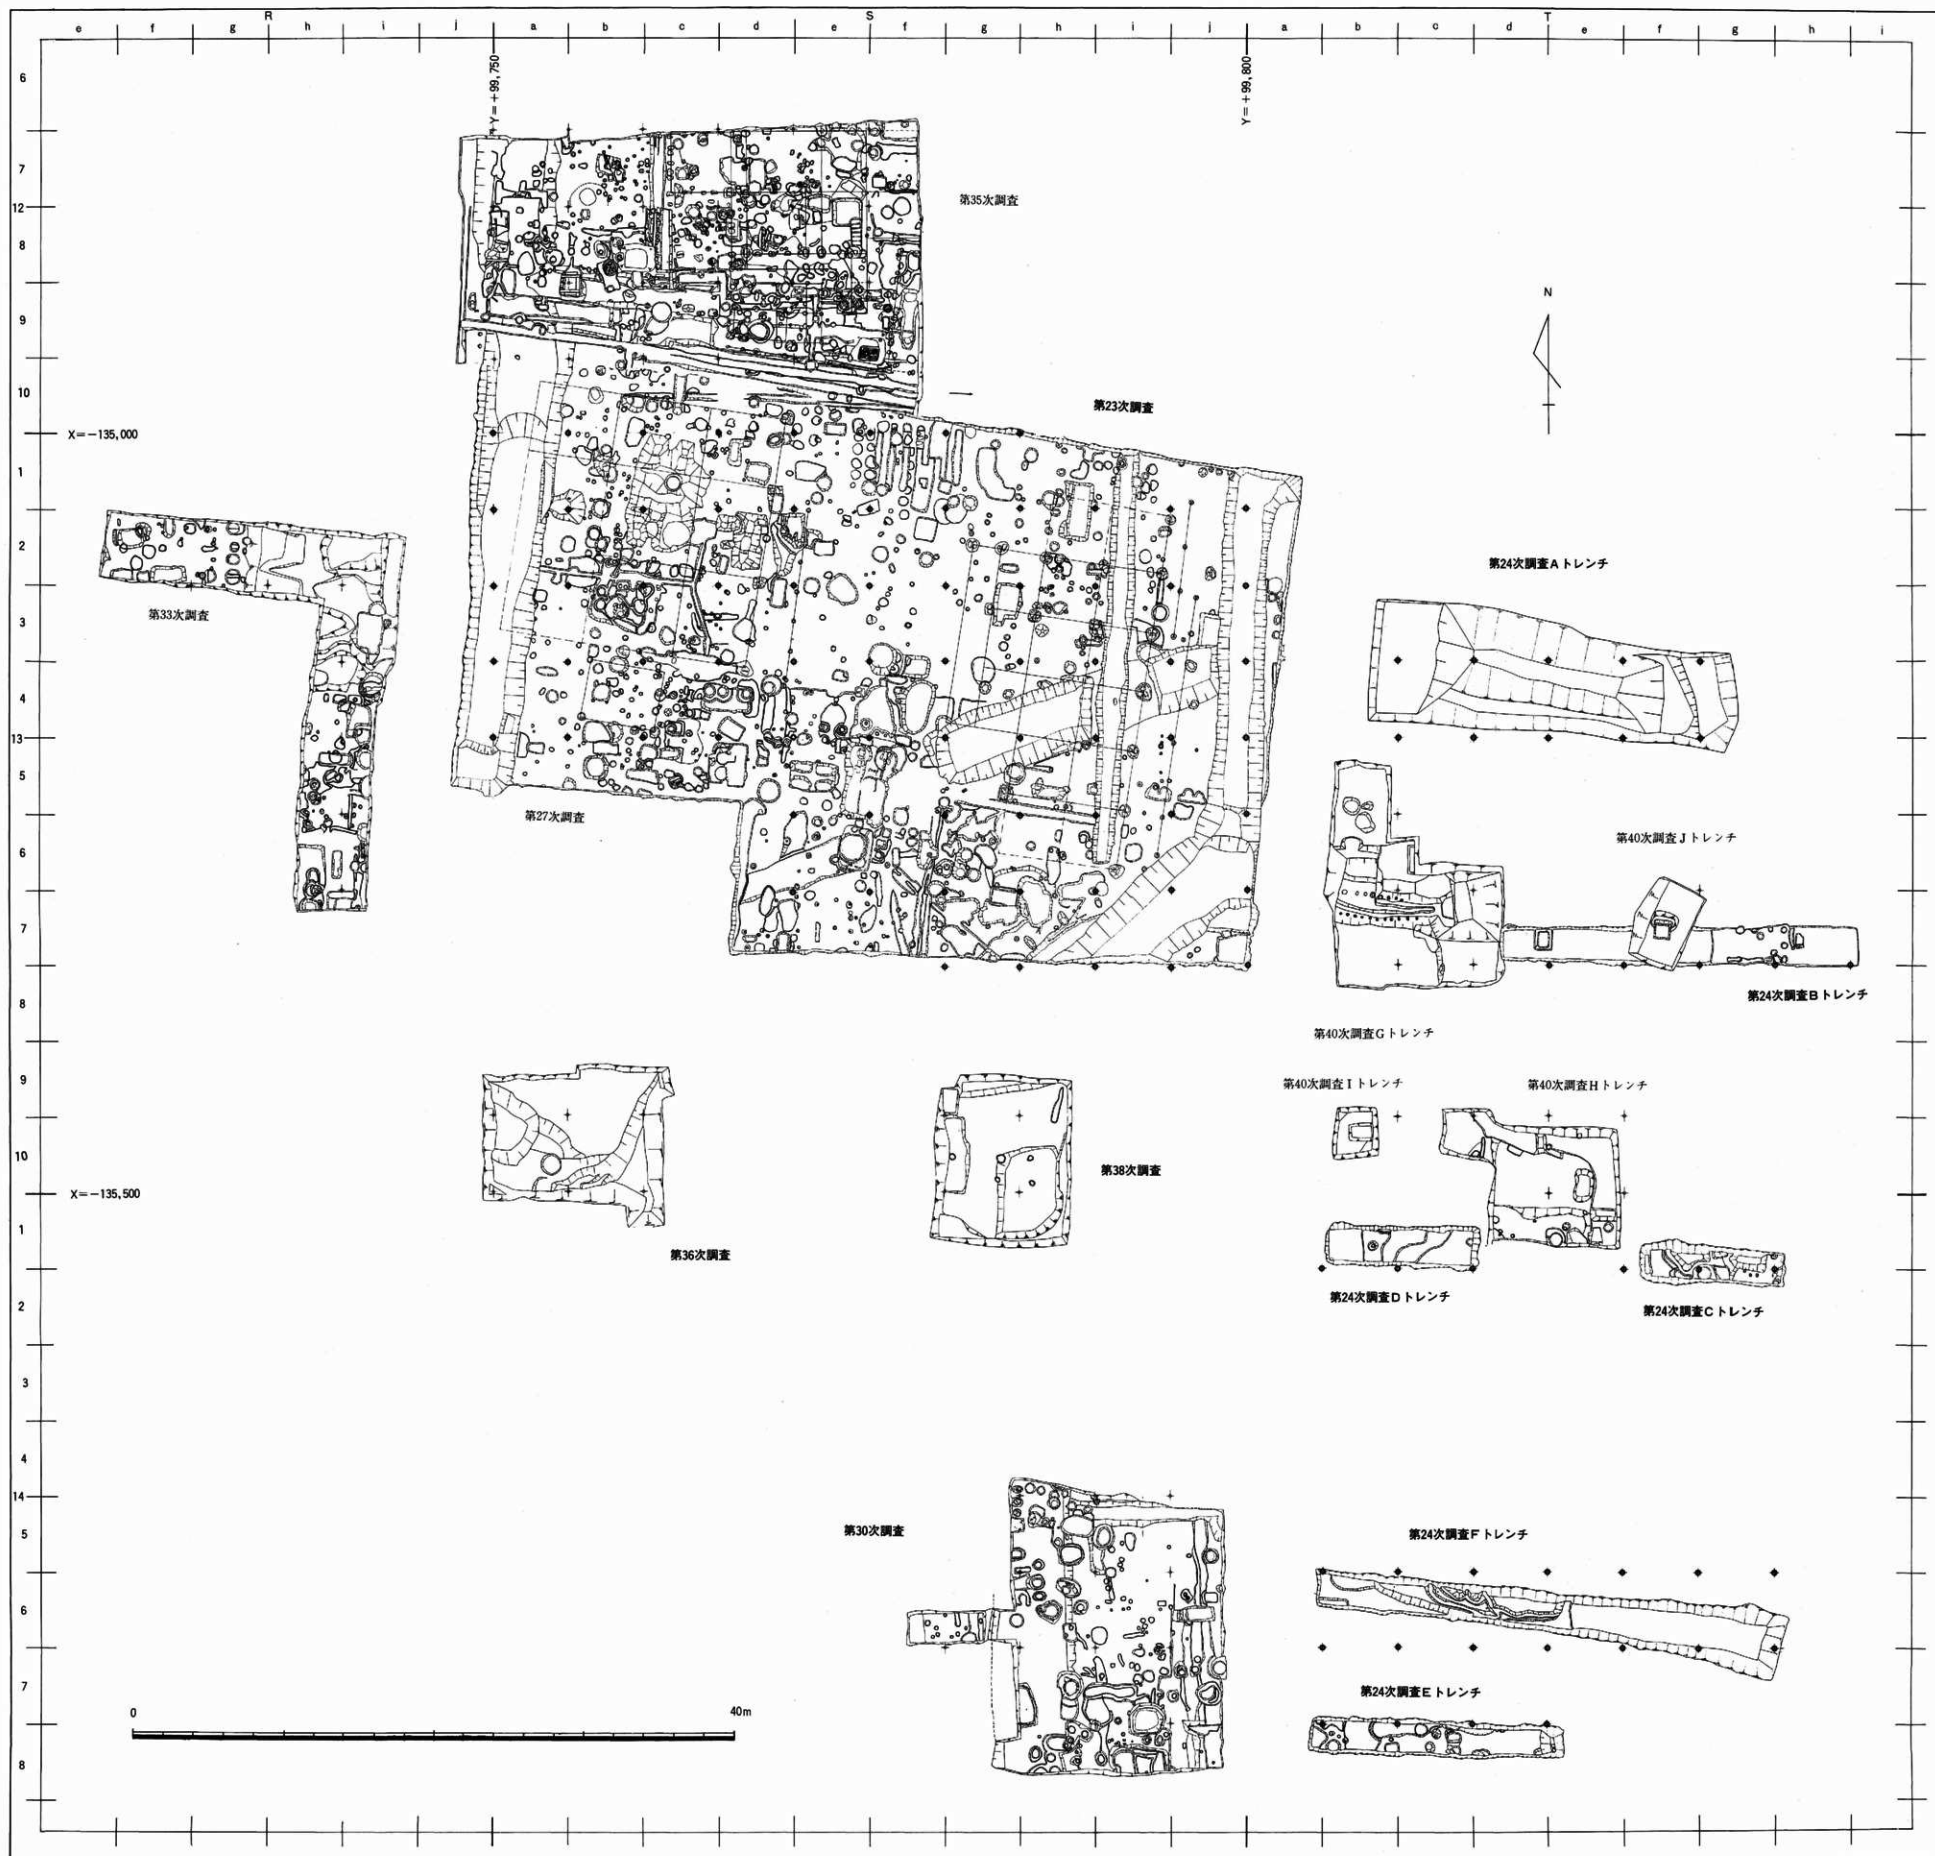 R
S
T
e f g h i j a b c d e f g h i j a b c d e f g h i
6
Y=+99,750
Y=+99,800
7
第35次調査
12
8
9
N
10
第23次調査
X=-135,000
1
2
第24次調査Aトレンチ
第33次調査
3
4
13
5
第27次調査
第40次調査Jトレンチ
6
7
第24次調査Bトレンチ
8
第40次調査Gトレンチ
9
第40次調査Iトレンチ
第40次調査Hトレンチ
10
第38次調査
X=-135,500
1
第36次調査
第24次調査Dトレンチ
2
第24次調査Cトレンチ
3
4
14
第30次調査
5
第24次調査Fトレンチ
6
7
第24次調査Eトレンチ
0
40m
8